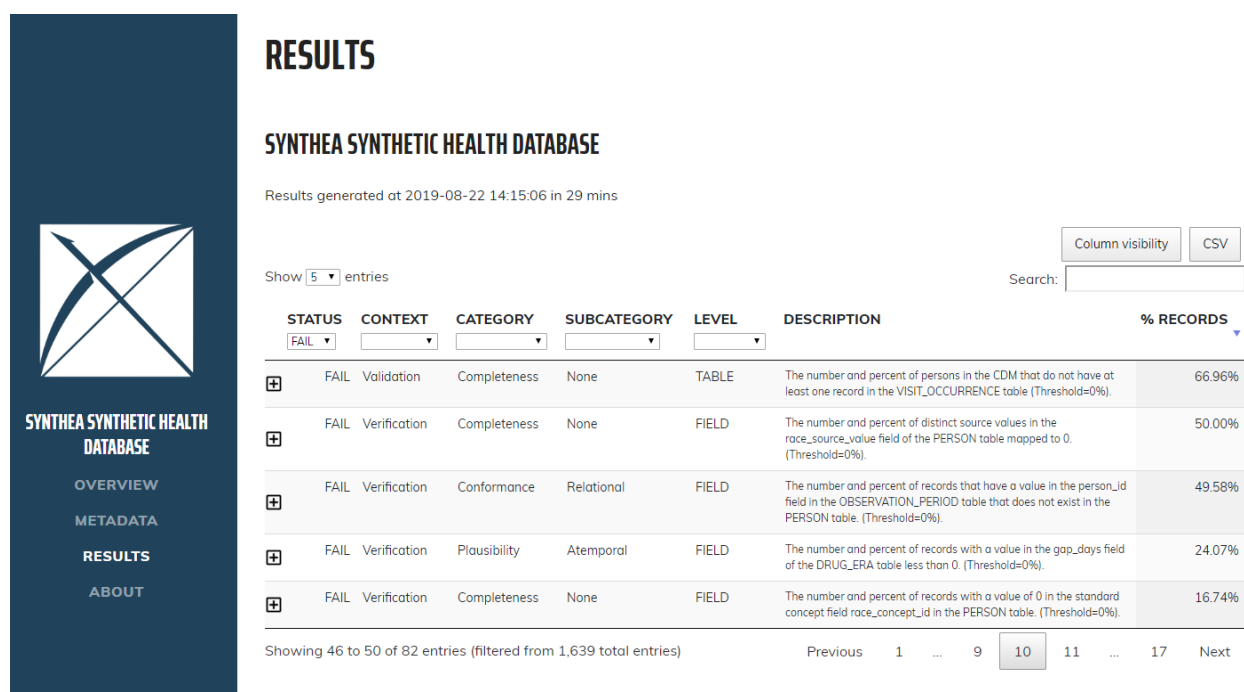 RESULTS
SYNTHEA SYNTHETIC HEALTH DATABASE
Results generated at 2019-08-22 14:15:06 in 29 mins
Column visibility CSV
Show 5 entries
Search:
STATUS CONTEXT CATEGORY SUBCATEGORY LEVEL DESCRIPTION % RECORDS
FAIL
FAIL Validation Completeness None TABLE The number and percent of persons in the CDM that do not have at 66.96%
least one record in the VISIT_OCCURRENCE table (Threshold=0%).
FAIL Verification Completeness None FIELD The number and percent of distinct source values in the 50.00%
race_source_value field of the PERSON table mapped to 0.
(Threshold=0%).
FAIL Verification Conformance Relational FIELD The number and percent of records that have a value in the person_id 49.58%
field in the OBSERVATION_PERIOD table that does not exist in the
PERSON table. (Threshold=0%).
FAIL Verification Plausibility Atemporal FIELD The number and percent of records with a value in the gap_days field 24.07%
of the DRUG_ERA table less than 0. (Threshold=0%).
FAIL Verification Completeness None FIELD The number and percent of records with a value of 0 in the standard 16.74%
concept field race_concept_id in the PERSON table. (Threshold=0%).
Showing 46 to 50 of 82 entries (filtered from 1,639 total entries)
Previous 1 ... 9 10 11 ... 17 Next
SYNTHEA SYNTHETIC HEALTH
DATABASE
OVERVIEW
METADATA
RESULTS
ABOUT